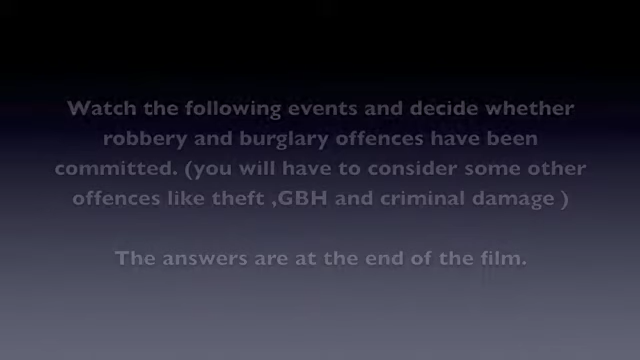 Watch the following events and decide whether
robbery and burglary offences have been
committed. (you will have to consider some other
offences like theft ,GBH and criminal damage )
The answers are at the end of the film.